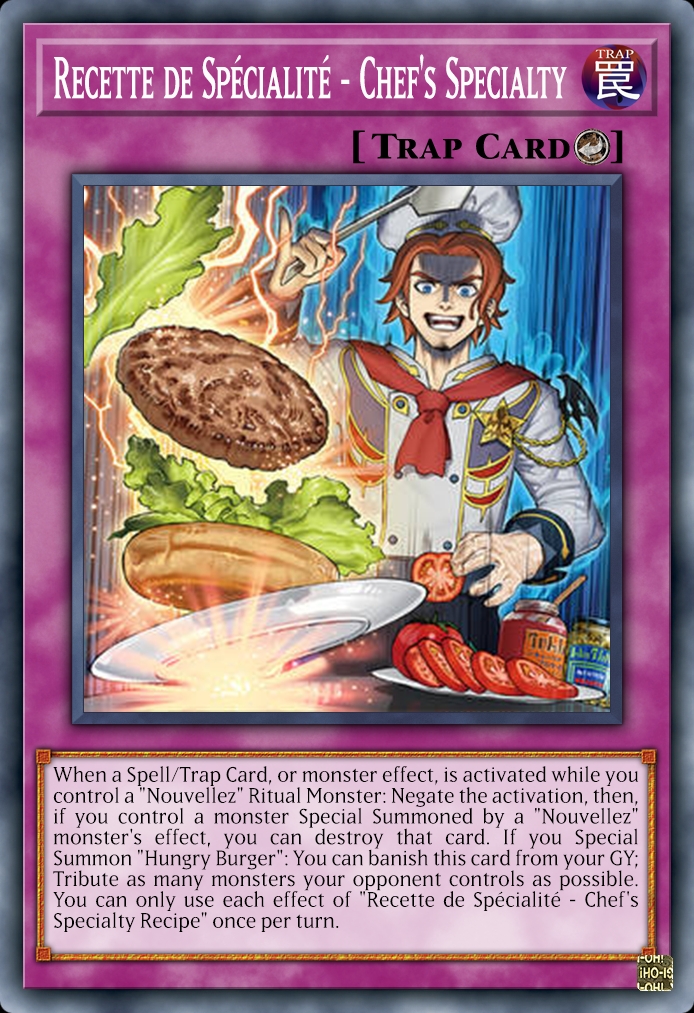 Recette de Spécialité - Chef's Specialty
TRAP
罠
[ Trap Card ]
When a Spell/Trap Card, or monster effect, is activated while you
control a "Nouvellez" Ritual Monster: Negate the activation, then,
if you control a monster Special Summoned by a "Nouvellez"
monster's effect, you can destroy that card. If you Special
Summon "Hungry Burger": You can banish this card from your GY;
Tribute as many monsters your opponent controls as possible.
You can only use each effect of "Recette de Spécialité - Chef's
Specialty Recipe" once per turn.